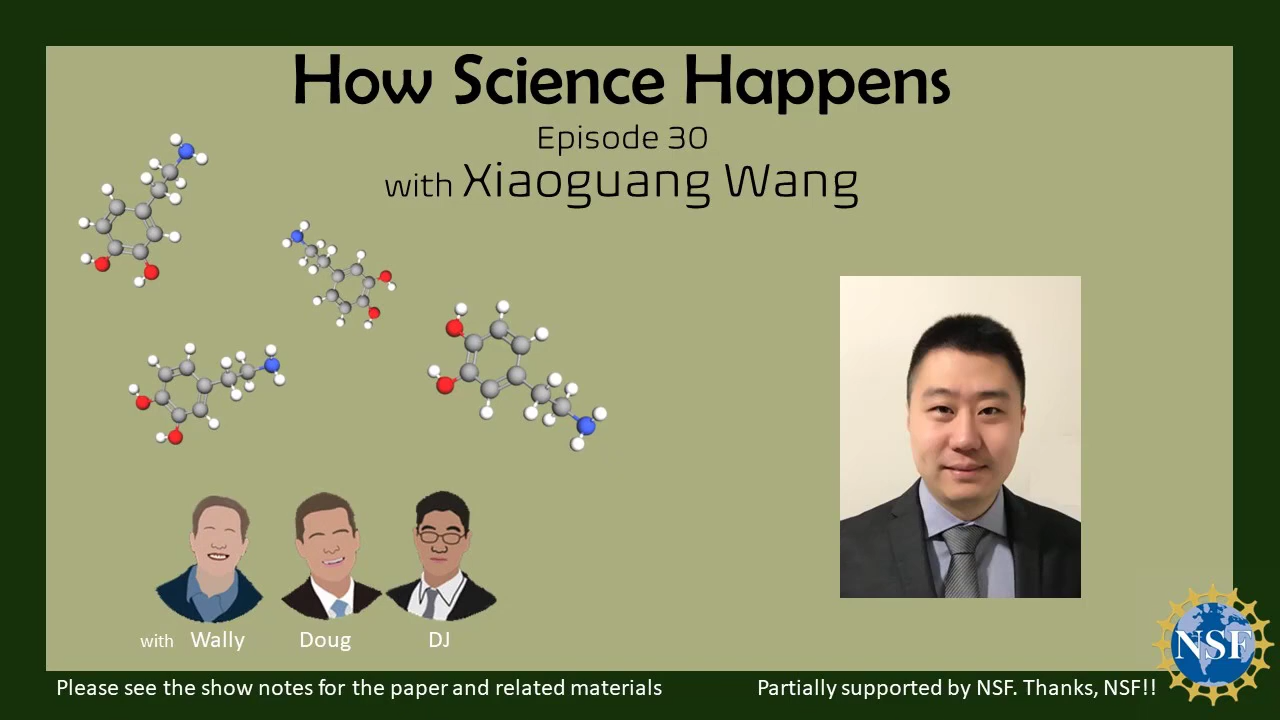 How Science Happens
Episode 30
with Xiaoguang Wang
with Wally Doug DJ
NSF
Please see the show notes for the paper and related materials
Partially supported by NSF. Thanks, NSF!!